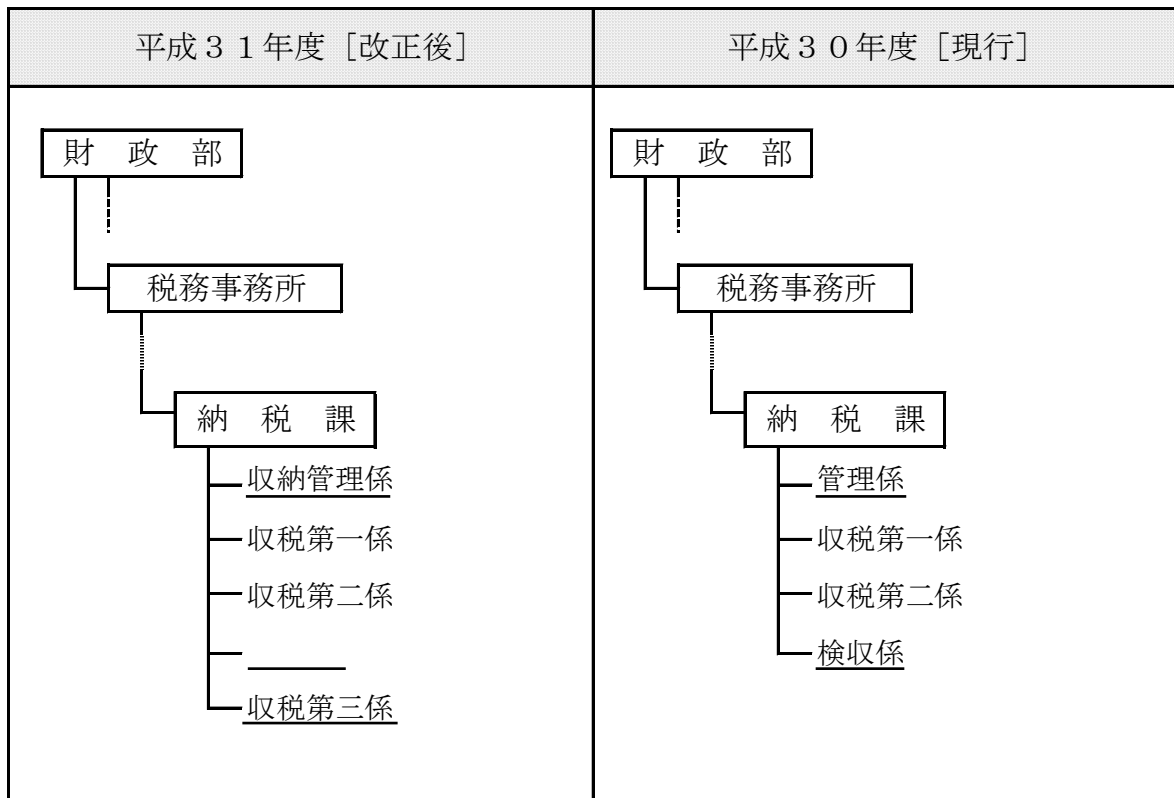 平成３１年度［改正後］
平成３０年度［現行］
財　政　部
税務事務所
納　税　課
収納管理係
収税第一係
収税第二係
収税第三係
財　政　部
税務事務所
納　税　課
管理係
収税第一係
収税第二係
検収係